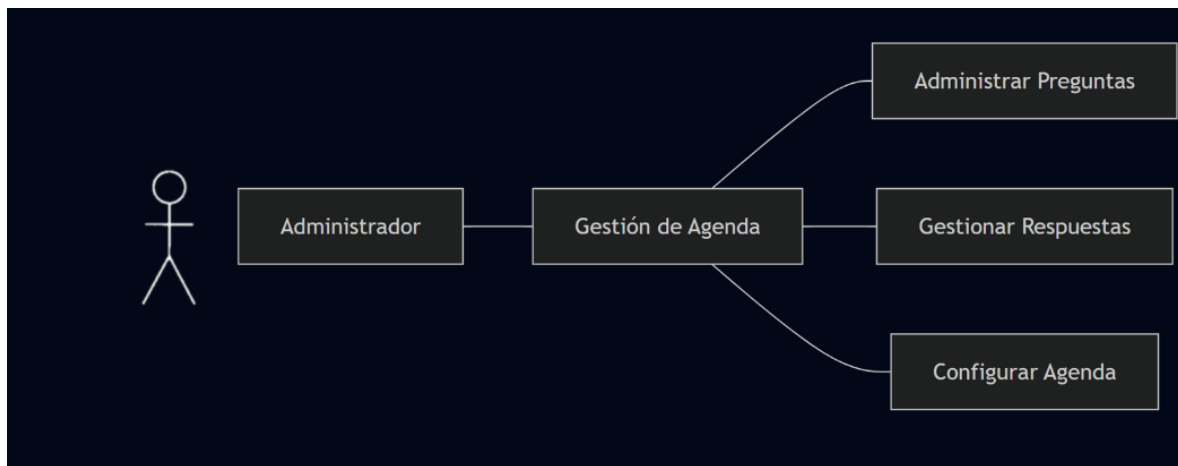 Administrar Preguntas
Administrador
Gestión de Agenda
Gestionar Respuestas
Configurar Agenda